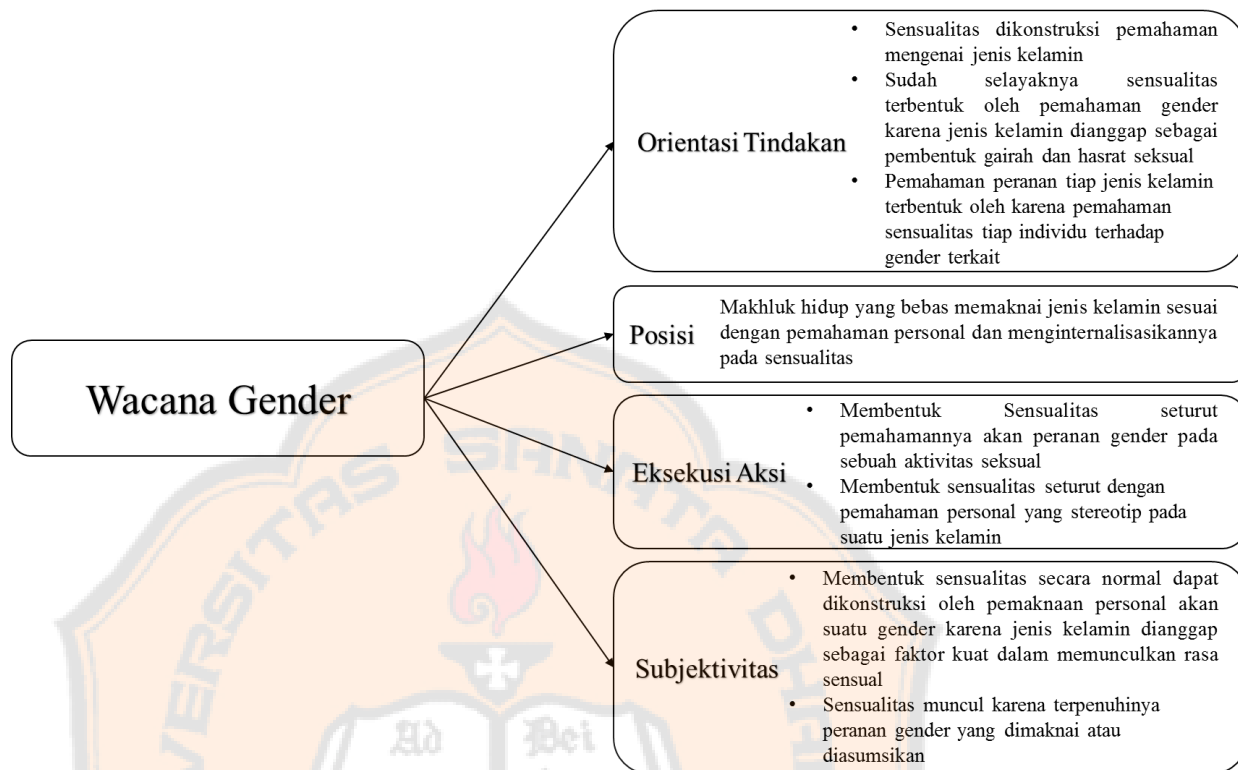 Wacana Gender
Orientasi Tindakan
• Sensualitas dikonstruksi pemahaman
mengenai jenis kelamin
• Sudah selayaknya sensualitas
terbentuk oleh pemahaman gender
karena jenis kelamin dianggap sebagai
pembentuk gairah dan hasrat seksual
• Pemahaman peranan tiap jenis kelamin
terbentuk oleh karena pemahaman
sensualitas tiap individu terhadap
gender terkait
Posisi
Makhluk hidup yang bebas memaknai jenis kelamin sesuai
dengan pemahaman personal dan menginternalisasikannya
pada sensualitas
Eksekusi Aksi
• Membentuk Sensualitas seturut
pemahamannya akan peranan gender pada
sebuah aktivitas seksual
• Membentuk sensualitas seturut dengan
pemahaman personal yang stereotip pada
suatu jenis kelamin
Subjektivitas
• Membentuk sensualitas secara normal dapat
dikonstruksi oleh pemaknaan personal akan
suatu gender karena jenis kelamin dianggap
sebagai faktor kuat dalam memunculkan rasa
sensual
• Sensualitas muncul karena terpenuhinya
peranan gender yang dimaknai atau
diasumsikan
VERSITAS SANATA DHA
Ad Dei